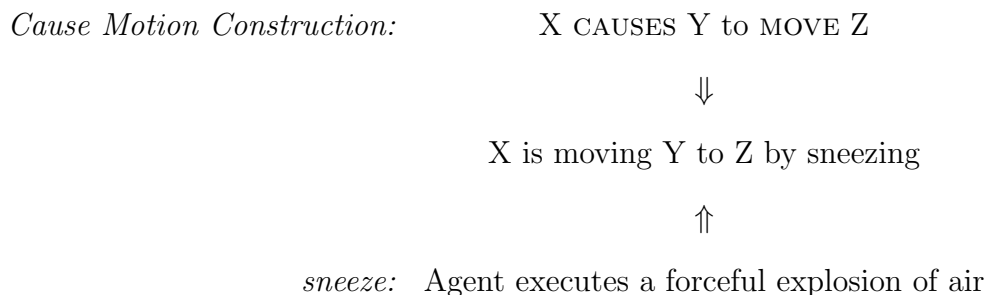 Cause Motion Construction: X CAUSES Y to MOVE Z
⇓
X is moving Y to Z by sneezing
⇑
sneeze: Agent executes a forceful explosion of air